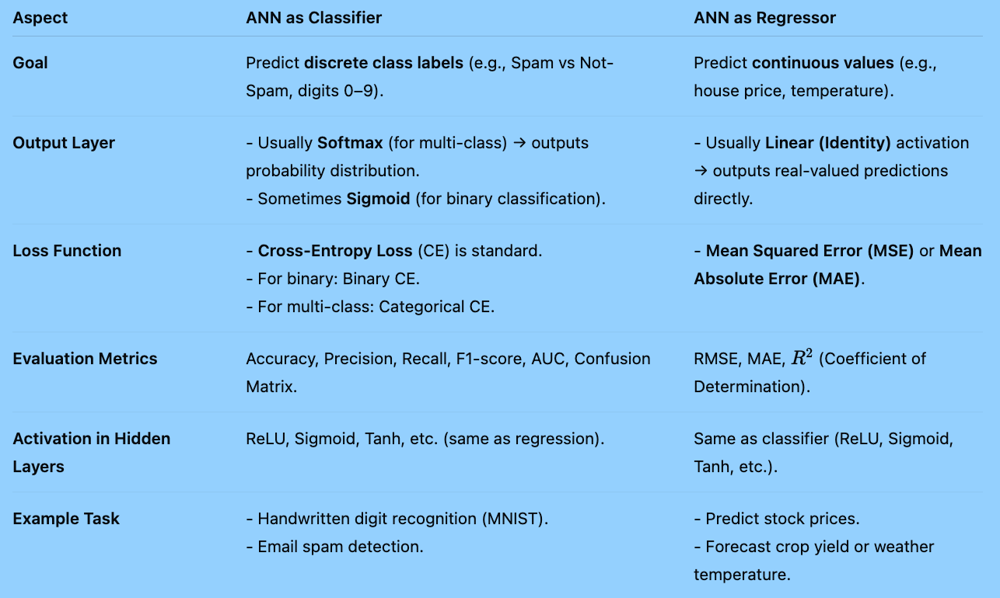 Aspect
ANN as Classifier
ANN as Regressor
Goal
Predict discrete class labels (e.g., Spam vs Not-
Spam, digits 0–9).
Predict continuous values (e.g.,
house price, temperature).
Output Layer
- Usually Softmax (for multi-class) → outputs
probability distribution.
- Sometimes Sigmoid (for binary classification).
- Usually Linear (Identity) activation
→ outputs real-valued predictions
directly.
Loss Function
- Cross-Entropy Loss (CE) is standard.
- For binary: Binary CE.
- For multi-class: Categorical CE.
- Mean Squared Error (MSE) or Mean
Absolute Error (MAE).
Evaluation Metrics
Accuracy, Precision, Recall, F1-score, AUC, Confusion
Matrix.
RMSE, MAE, R² (Coefficient of
Determination).
Activation in Hidden
Layers
ReLU, Sigmoid, Tanh, etc. (same as regression).
Same as classifier (ReLU, Sigmoid,
Tanh, etc.).
Example Task
- Handwritten digit recognition (MNIST).
- Email spam detection.
- Predict stock prices.
- Forecast crop yield or weather
temperature.